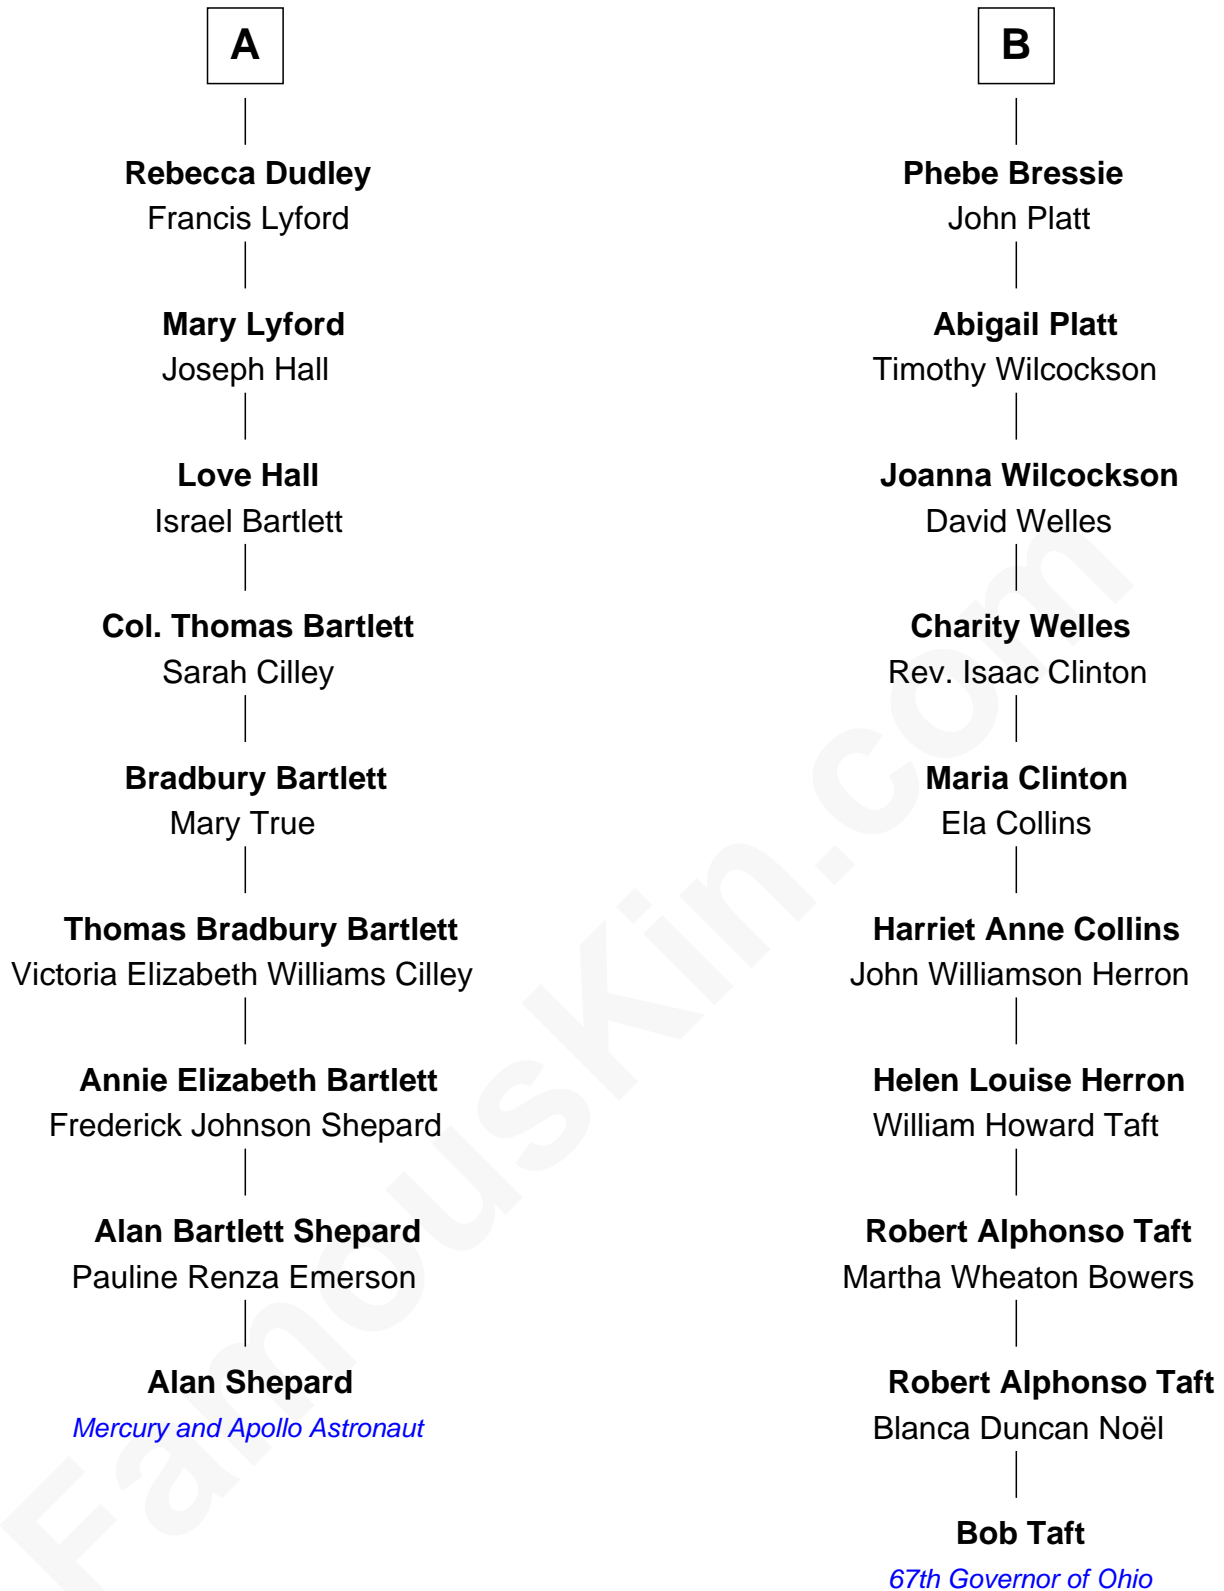 A
Rebecca Dudley
Francis Lyford
Mary Lyford
Joseph Hall
Love Hall
Israel Bartlett
Col. Thomas Bartlett
Sarah Cilley
Bradbury Bartlett
Mary True
Thomas Bradbury Bartlett
Victoria Elizabeth Williams Cilley
Annie Elizabeth Bartlett
Frederick Johnson Shepard
Alan Bartlett Shepard
Pauline Renza Emerson
Alan Shepard
Mercury and Apollo Astronaut
B
Phebe Bressie
John Platt
Abigail Platt
Timothy Wilcockson
Joanna Wilcockson
David Welles
Charity Welles
Rev. Isaac Clinton
Maria Clinton
Ela Collins
Harriet Anne Collins
John Williamson Herron
Helen Louise Herron
William Howard Taft
Robert Alphonso Taft
Martha Wheaton Bowers
Robert Alphonso Taft
Blanca Duncan Noël
Bob Taft
67th Governor of Ohio
FamousKin.com